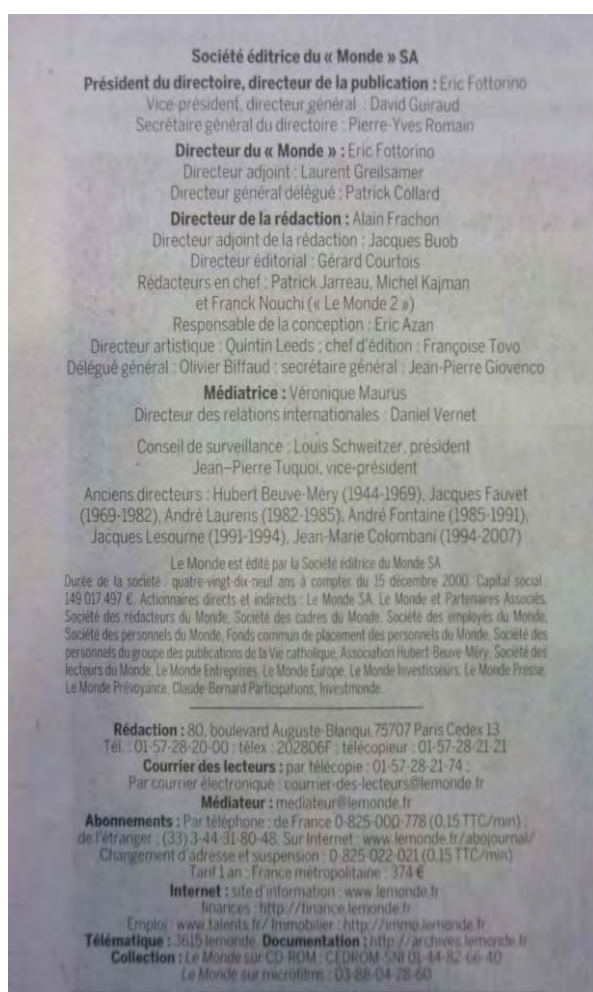 Société éditrice du « Monde » SA
Président du directoire, directeur de la publication : Eric Fottorino
Vice-président, directeur général : David Guiraud
Secrétaire général du directoire : Pierre-Yves Romain
Directeur du « Monde » : Eric Fottorino
Directeur adjoint : Laurent Greilsamer
Directeur général délégué : Patrick Collard
Directeur de la rédaction : Alain Frachon
Directeur adjoint de la rédaction : Jacques Buob
Directeur éditorial : Gérard Courtois
Rédacteurs en chef : Patrick Jarreau, Michel Kajman
et Franck Nouchi (« Le Monde 2 »)
Responsable de la conception : Eric Azan
Directeur artistique : Quintin Leeds ; chef d'édition : Françoise Tovo
Délégué général : Olivier Biffaud ; secrétaire général : Jean-Pierre Giovenco
Médiatrice : Véronique Maurus
Directeur des relations internationales : Daniel Vernet
Conseil de surveillance : Louis Schweitzer, président
Jean-Pierre Tuquoi, vice-président
Anciens directeurs : Hubert Beuve-Méry (1944-1969), Jacques Fauvet
(1969-1982), André Laurens (1982-1985), André Fontaine (1985-1991),
Jacques Lesourne (1991-1994), Jean-Marie Colombani (1994-2007)
Le Monde est édité par la Société éditrice du Monde SA
Durée de la société : quatre-vingt-dix-neuf ans à compter du 15 décembre 2000. Capital social :
149 017 497 €. Actionnaires directs et indirects : Le Monde SA, Le Monde et Partenaires Associés,
Société des rédacteurs du Monde, Société des cadres du Monde, Société des employés du Monde,
Société des personnels du Monde, Fonds commun de placement des personnels du Monde, Société des
personnels du groupe des publications de la Vie catholique, Association Hubert-Beuve-Méry, Société des
lecteurs du Monde, Le Monde Entreprises, Le Monde Europe, Le Monde Investisseurs, Le Monde Presse,
Le Monde Prévoyance, Claude-Bernard Participations, Investmonde.
Rédaction : 80, boulevard Auguste-Blanqui, 75707 Paris Cedex 13
Tél. : 01-57-28-20-00 ; télex : 202806F ; télécopieur : 01-57-28-21-21
Courrier des lecteurs : par télécopie : 01-57-28-21-74 ;
Par courrier électronique : courrier-des-lecteurs@lemonde.fr
Médiateur : mediateur@lemonde.fr
Abonnements : Par téléphone : de France 0-825-000-778 (0,15 TTC/min) ;
de l'étranger : (33) 3-44-31-80-48. Sur Internet : www.lemonde.fr/abojournal/
Changement d'adresse et suspension : 0-825-022-021 (0,15 TTC/min)
Tarif 1 an : France métropolitaine : 374 €
Internet : site d'information : www.lemonde.fr
finances : http://finance.lemonde.fr
Emploi : www.talents.fr/ Immobilier : http://immo.lemonde.fr
Télématique : 3615 lemonde. Documentation : http://archives.lemonde.fr
Collection : Le Monde sur CD-ROM : CEDROM-SNI 01-44-82-66-40
Le Monde sur microfilms : 03-88-04-28-60